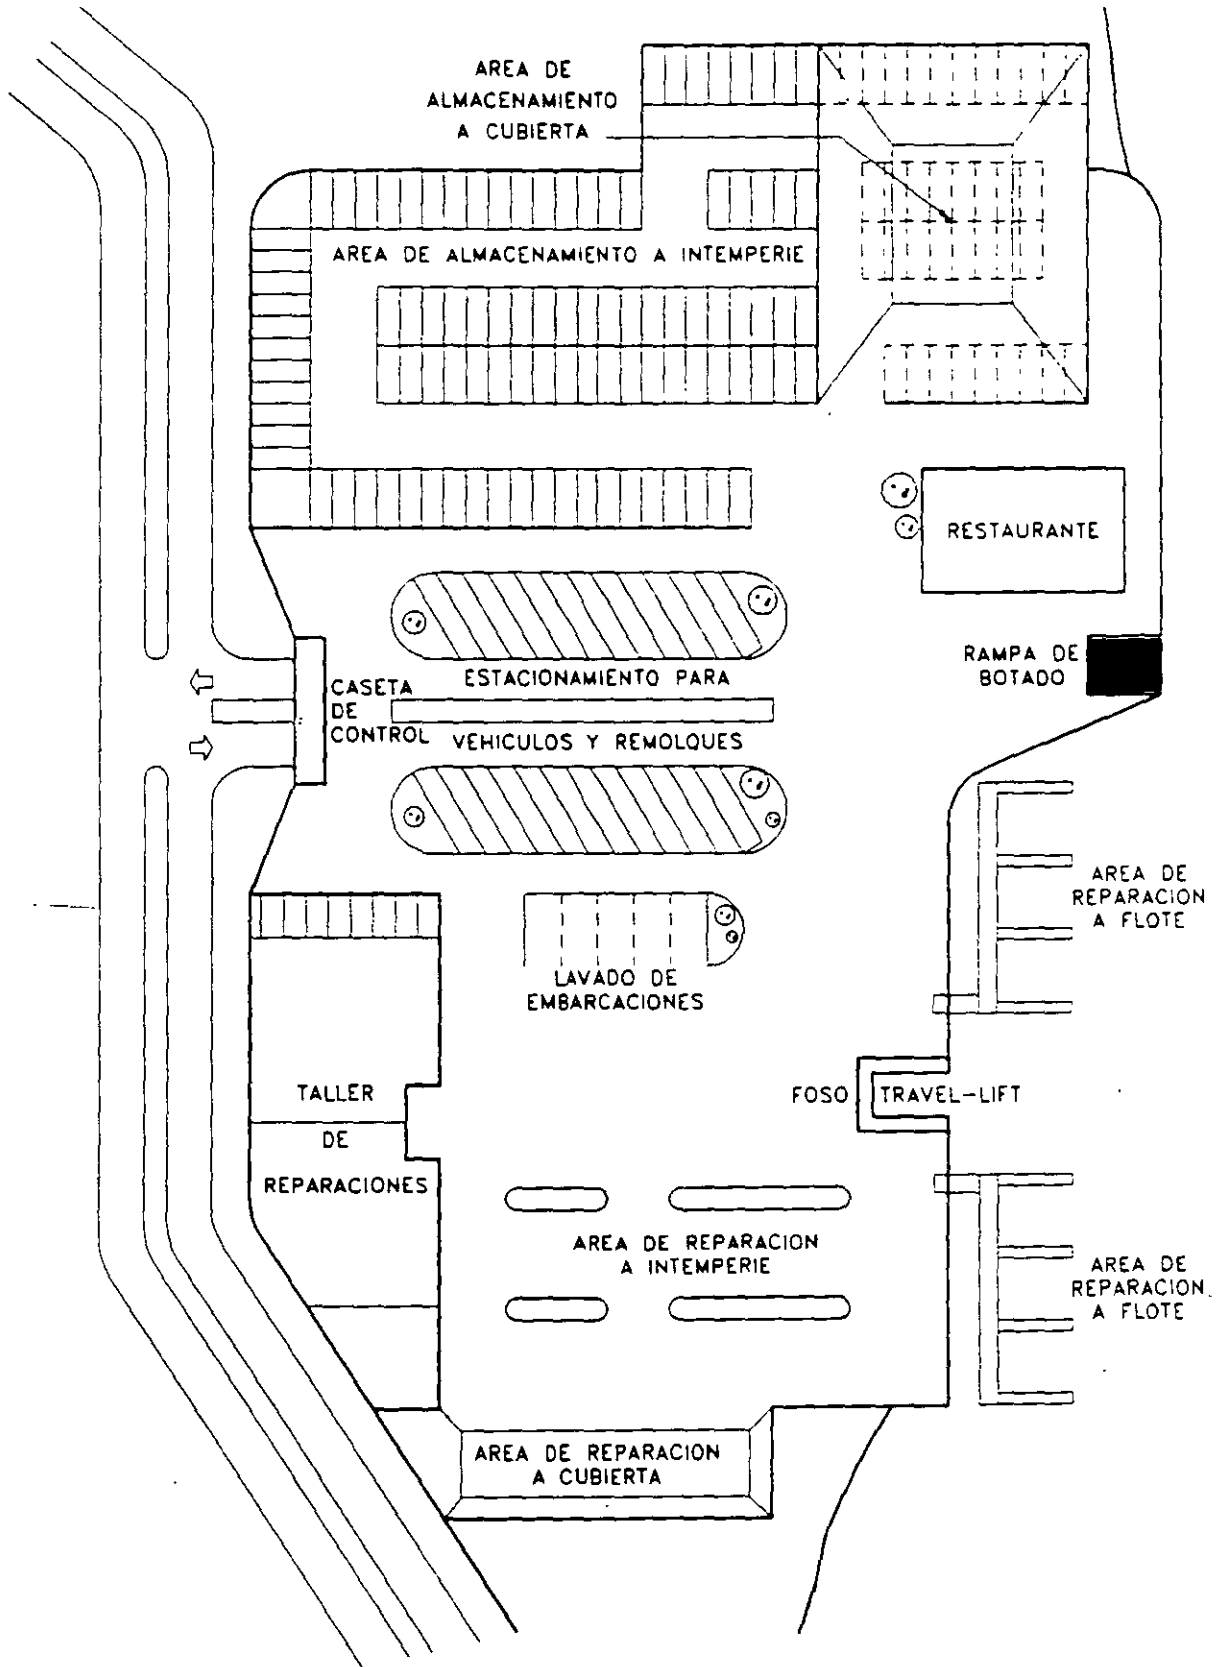 AREA DE
ALMACENAMIENTO
A CUBIERTA
AREA DE ALMACENAMIENTO A INTEMPERIE
RESTAURANTE
RAMPA DE
BOTADO
CASETA
DE
CONTROL
ESTACIONAMIENTO PARA
VEHICULOS Y REMOLQUES
AREA DE
REPARACION
A FLOTE
LAVADO DE
EMBARCACIONES
TALLER
DE
REPARACIONES
FOSO TRAVEL-LIFT
AREA DE REPARACION
A INTEMPERIE
AREA DE
REPARACION
A FLOTE
AREA DE REPARACION
A CUBIERTA